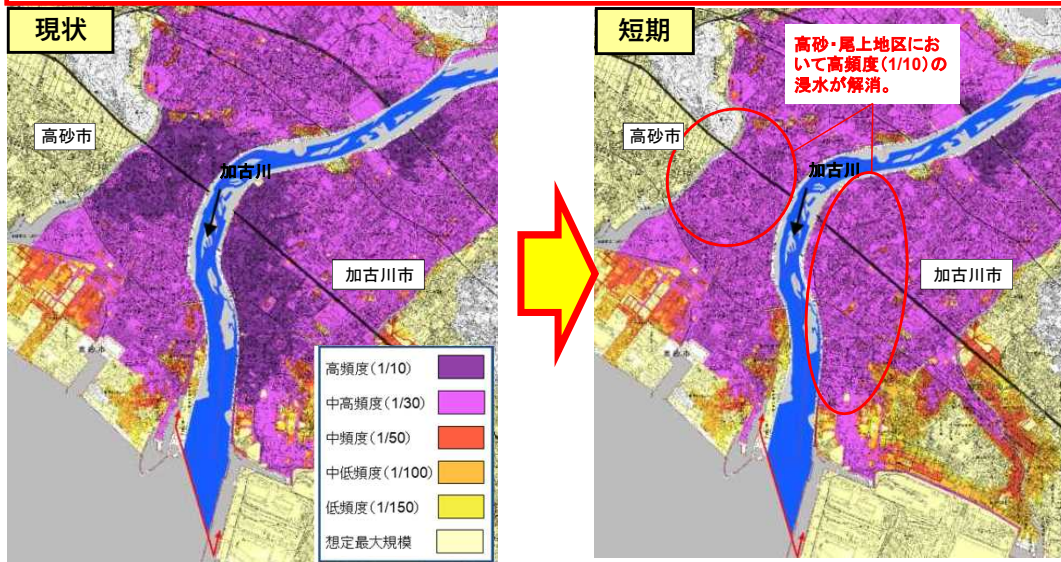 現状
高砂市
加古川
加古川市
高頻度(1/10)
中高頻度(1/30)
中頻度(1/50)
中低頻度(1/100)
低頻度(1/150)
想定最大規模
短期
高砂・尾上地区にお
いて高頻度(1/10)の
浸水が解消。
高砂市
加古川
加古川市